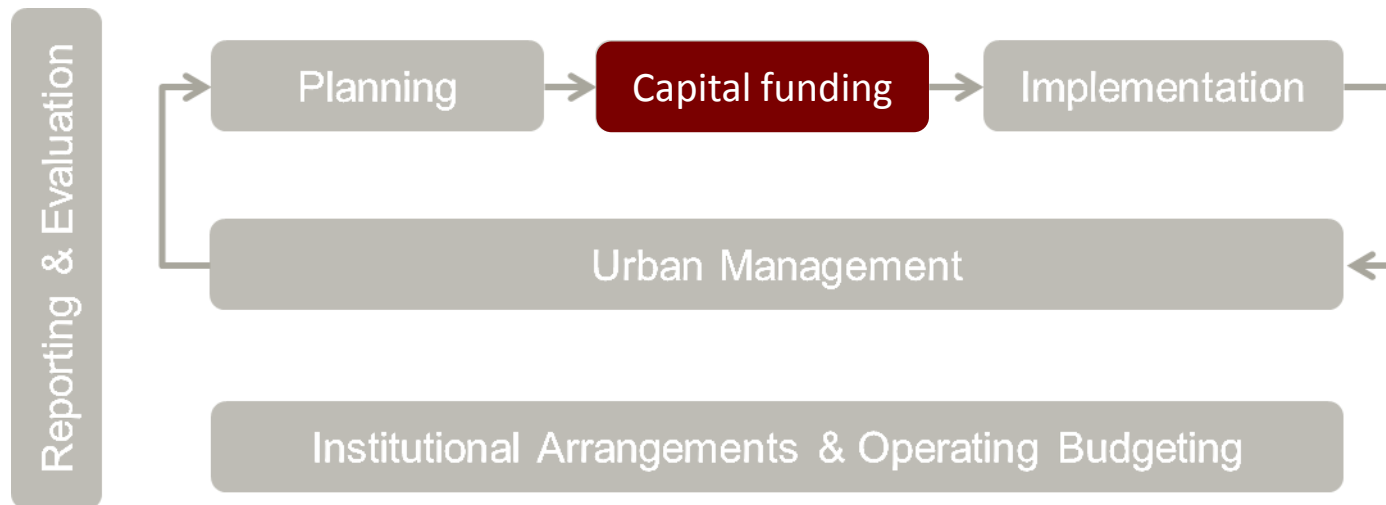 Reporting & Evaluation
Planning
Capital funding
Implementation
Urban Management
Institutional Arrangements & Operating Budgeting